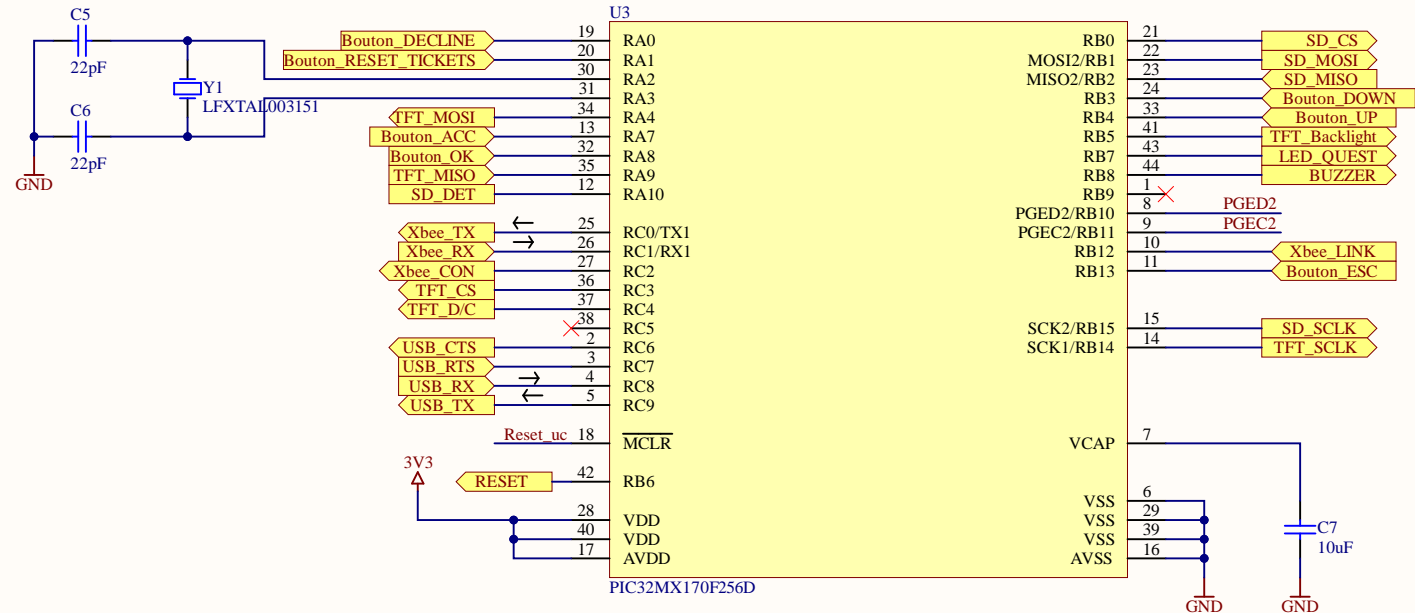 U3
C5
22pF
Y1
LFXTAL003151
C6
22pF
GND
Bouton_DECLINE 19 RA0
Bouton_RESET_TICKETS 20 RA1
30 RA2
31 RA3
TFT_MOSI 34 RA4
Bouton_ACC 13 RA7
Bouton_OK 32 RA8
TFT_MISO 35 RA9
SD_DET 12 RA10
Xbee_TX 25 RC0/TX1
Xbee_RX 26 RC1/RX1
Xbee_CON 27 RC2
TFT_CS 36 RC3
TFT_D/C 37 RC4
38 RC5
USB_CTS 2 RC6
USB_RTS 3 RC7
USB_RX 4 RC8
USB_TX 5 RC9
Reset_uc 18 MCLR
3V3
RESET 42 RB6
28 VDD
40 VDD
17 AVDD
RB0 21 SD_CS
MOSI2/RB1 22 SD_MOSI
MISO2/RB2 23 SD_MISO
RB3 24 Bouton_DOWN
RB4 33 Bouton_UP
RB5 41 TFT_Backlight
RB7 43 LED_QUEST
RB8 44 BUZZER
RB9 1
PGED2/RB10 8 PGED2
PGEC2/RB11 9 PGEC2
RB12 10 Xbee_LINK
RB13 11 Bouton_ESC
SCK2/RB15 15 SD_SCLK
SCK1/RB14 14 TFT_SCLK
VCAP 7
VSS 6
VSS 29
VSS 39
AVSS 16
C7
10uF
GND
GND
PIC32MX170F256D